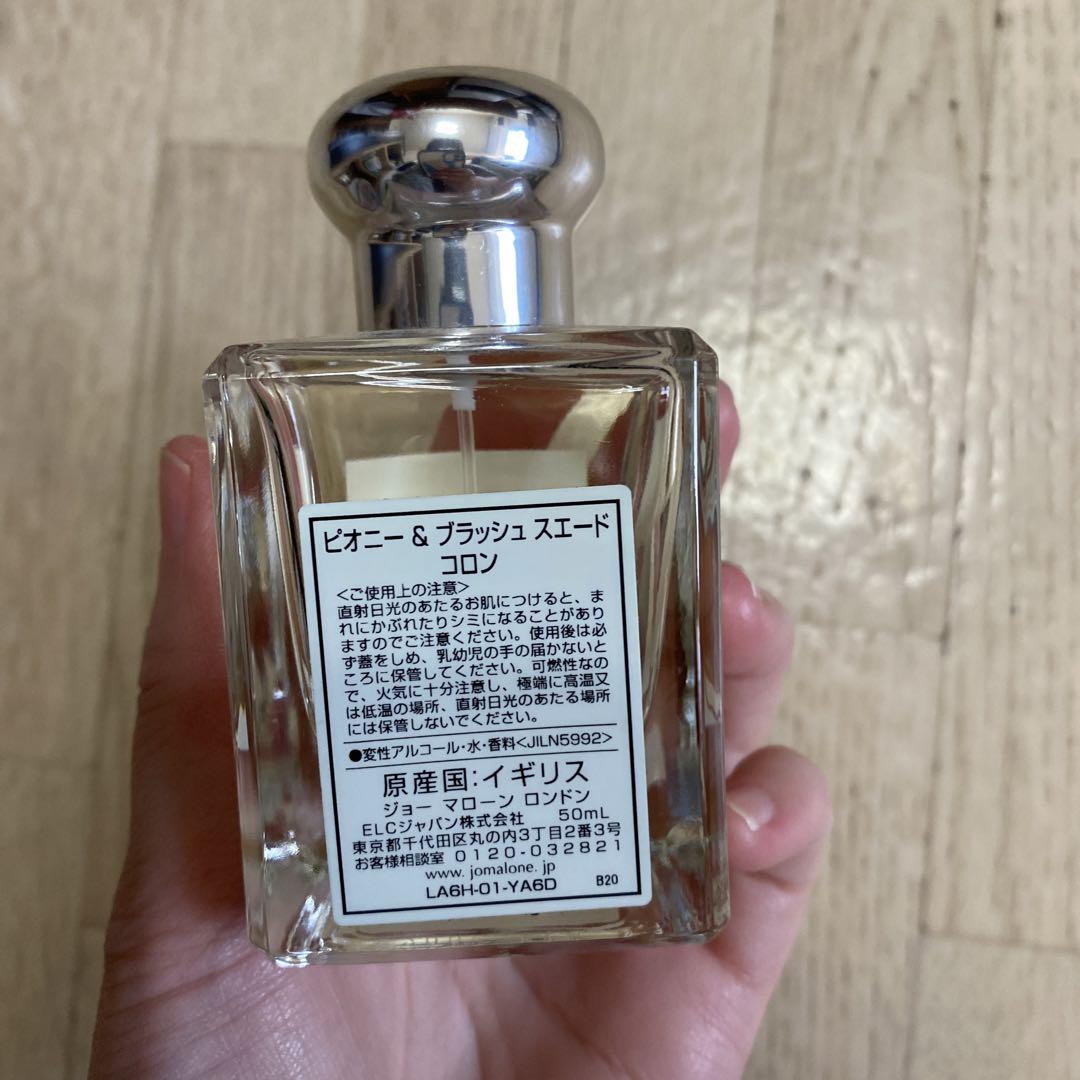 ピオニー & ブラッシュ スエード
コロン
<ご使用上の注意>
直射日光のあたるお肌につけると、ま
れにかぶれたりシミになることがあり
ますのでご注意ください。使用後は必
ず蓋をしめ、乳幼児の手の届かないと
ころに保管してください。可燃性なの
で、火気に十分注意し、極端に高温又
は低温の場所、直射日光のあたる場所
には保管しないでください。
●変性アルコール・水・香料<JILN5992>
原産国:イギリス
ジョー マローン ロンドン
ELCジャパン株式会社 50mL
東京都千代田区丸の内3丁目2番3号
お客様相談室 0120-032821
www. jomalone. jp
LA6H-01-YA6D B20